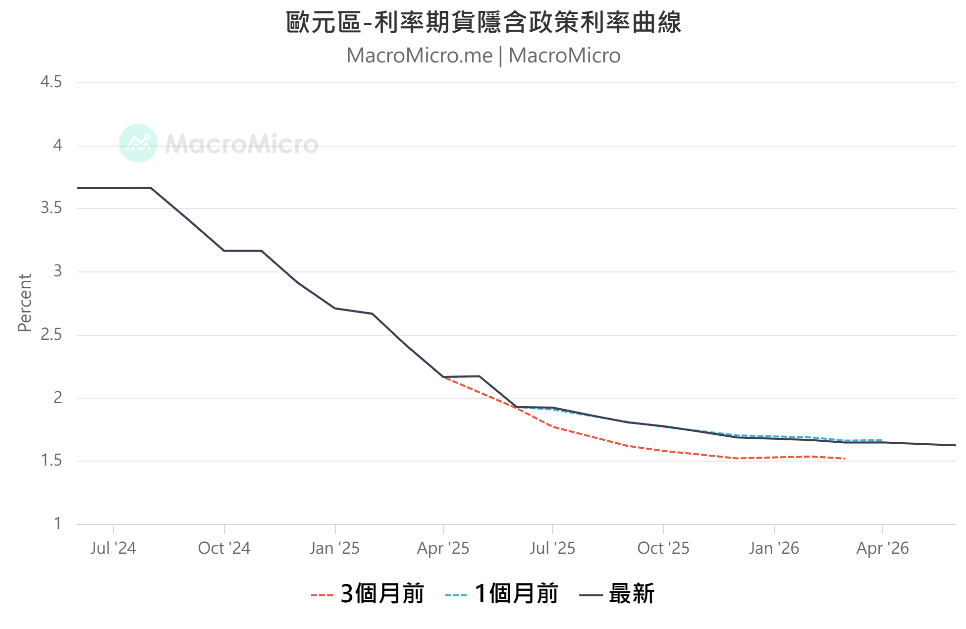 歐元區-利率期貨隱含政策利率曲線
MacroMicro.me | MacroMicro
4.5
4
3.5
3
2.5
2
1.5
1
Percent
MacroMicro
Jul '24
Oct '24
Jan '25
Apr '25
Jul '25
Oct '25
Jan '26
Apr '26
3個月前
1個月前
最新